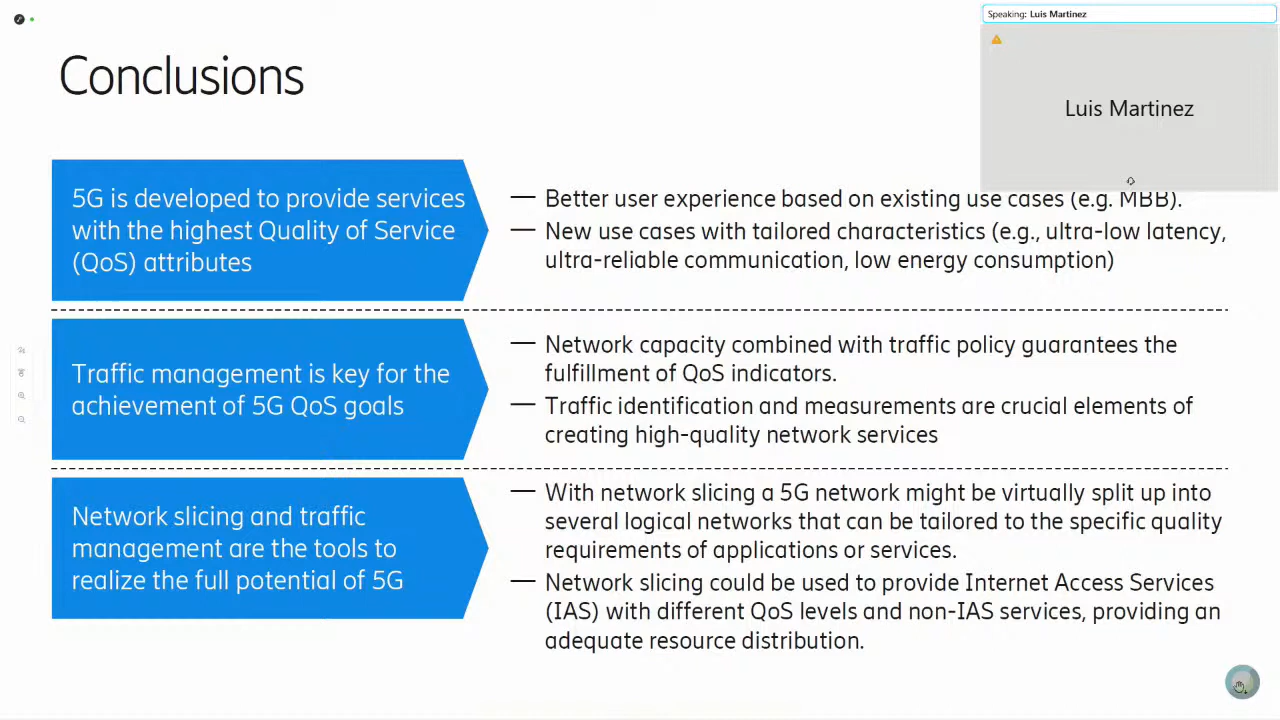 Speaking: Luis Martinez
Luis Martinez
Conclusions
5G is developed to provide services
with the highest Quality of Service
(QoS) attributes
— Better user experience based on existing use cases (e.g. MBB).
— New use cases with tailored characteristics (e.g., ultra-low latency,
ultra-reliable communication, low energy consumption)
Traffic management is key for the
achievement of 5G QoS goals
— Network capacity combined with traffic policy guarantees the
fulfillment of QoS indicators.
— Traffic identification and measurements are crucial elements of
creating high-quality network services
Network slicing and traffic
management are the tools to
realize the full potential of 5G
— With network slicing a 5G network might be virtually split up into
several logical networks that can be tailored to the specific quality
requirements of applications or services.
— Network slicing could be used to provide Internet Access Services
(IAS) with different QoS levels and non-IAS services, providing an
adequate resource distribution.